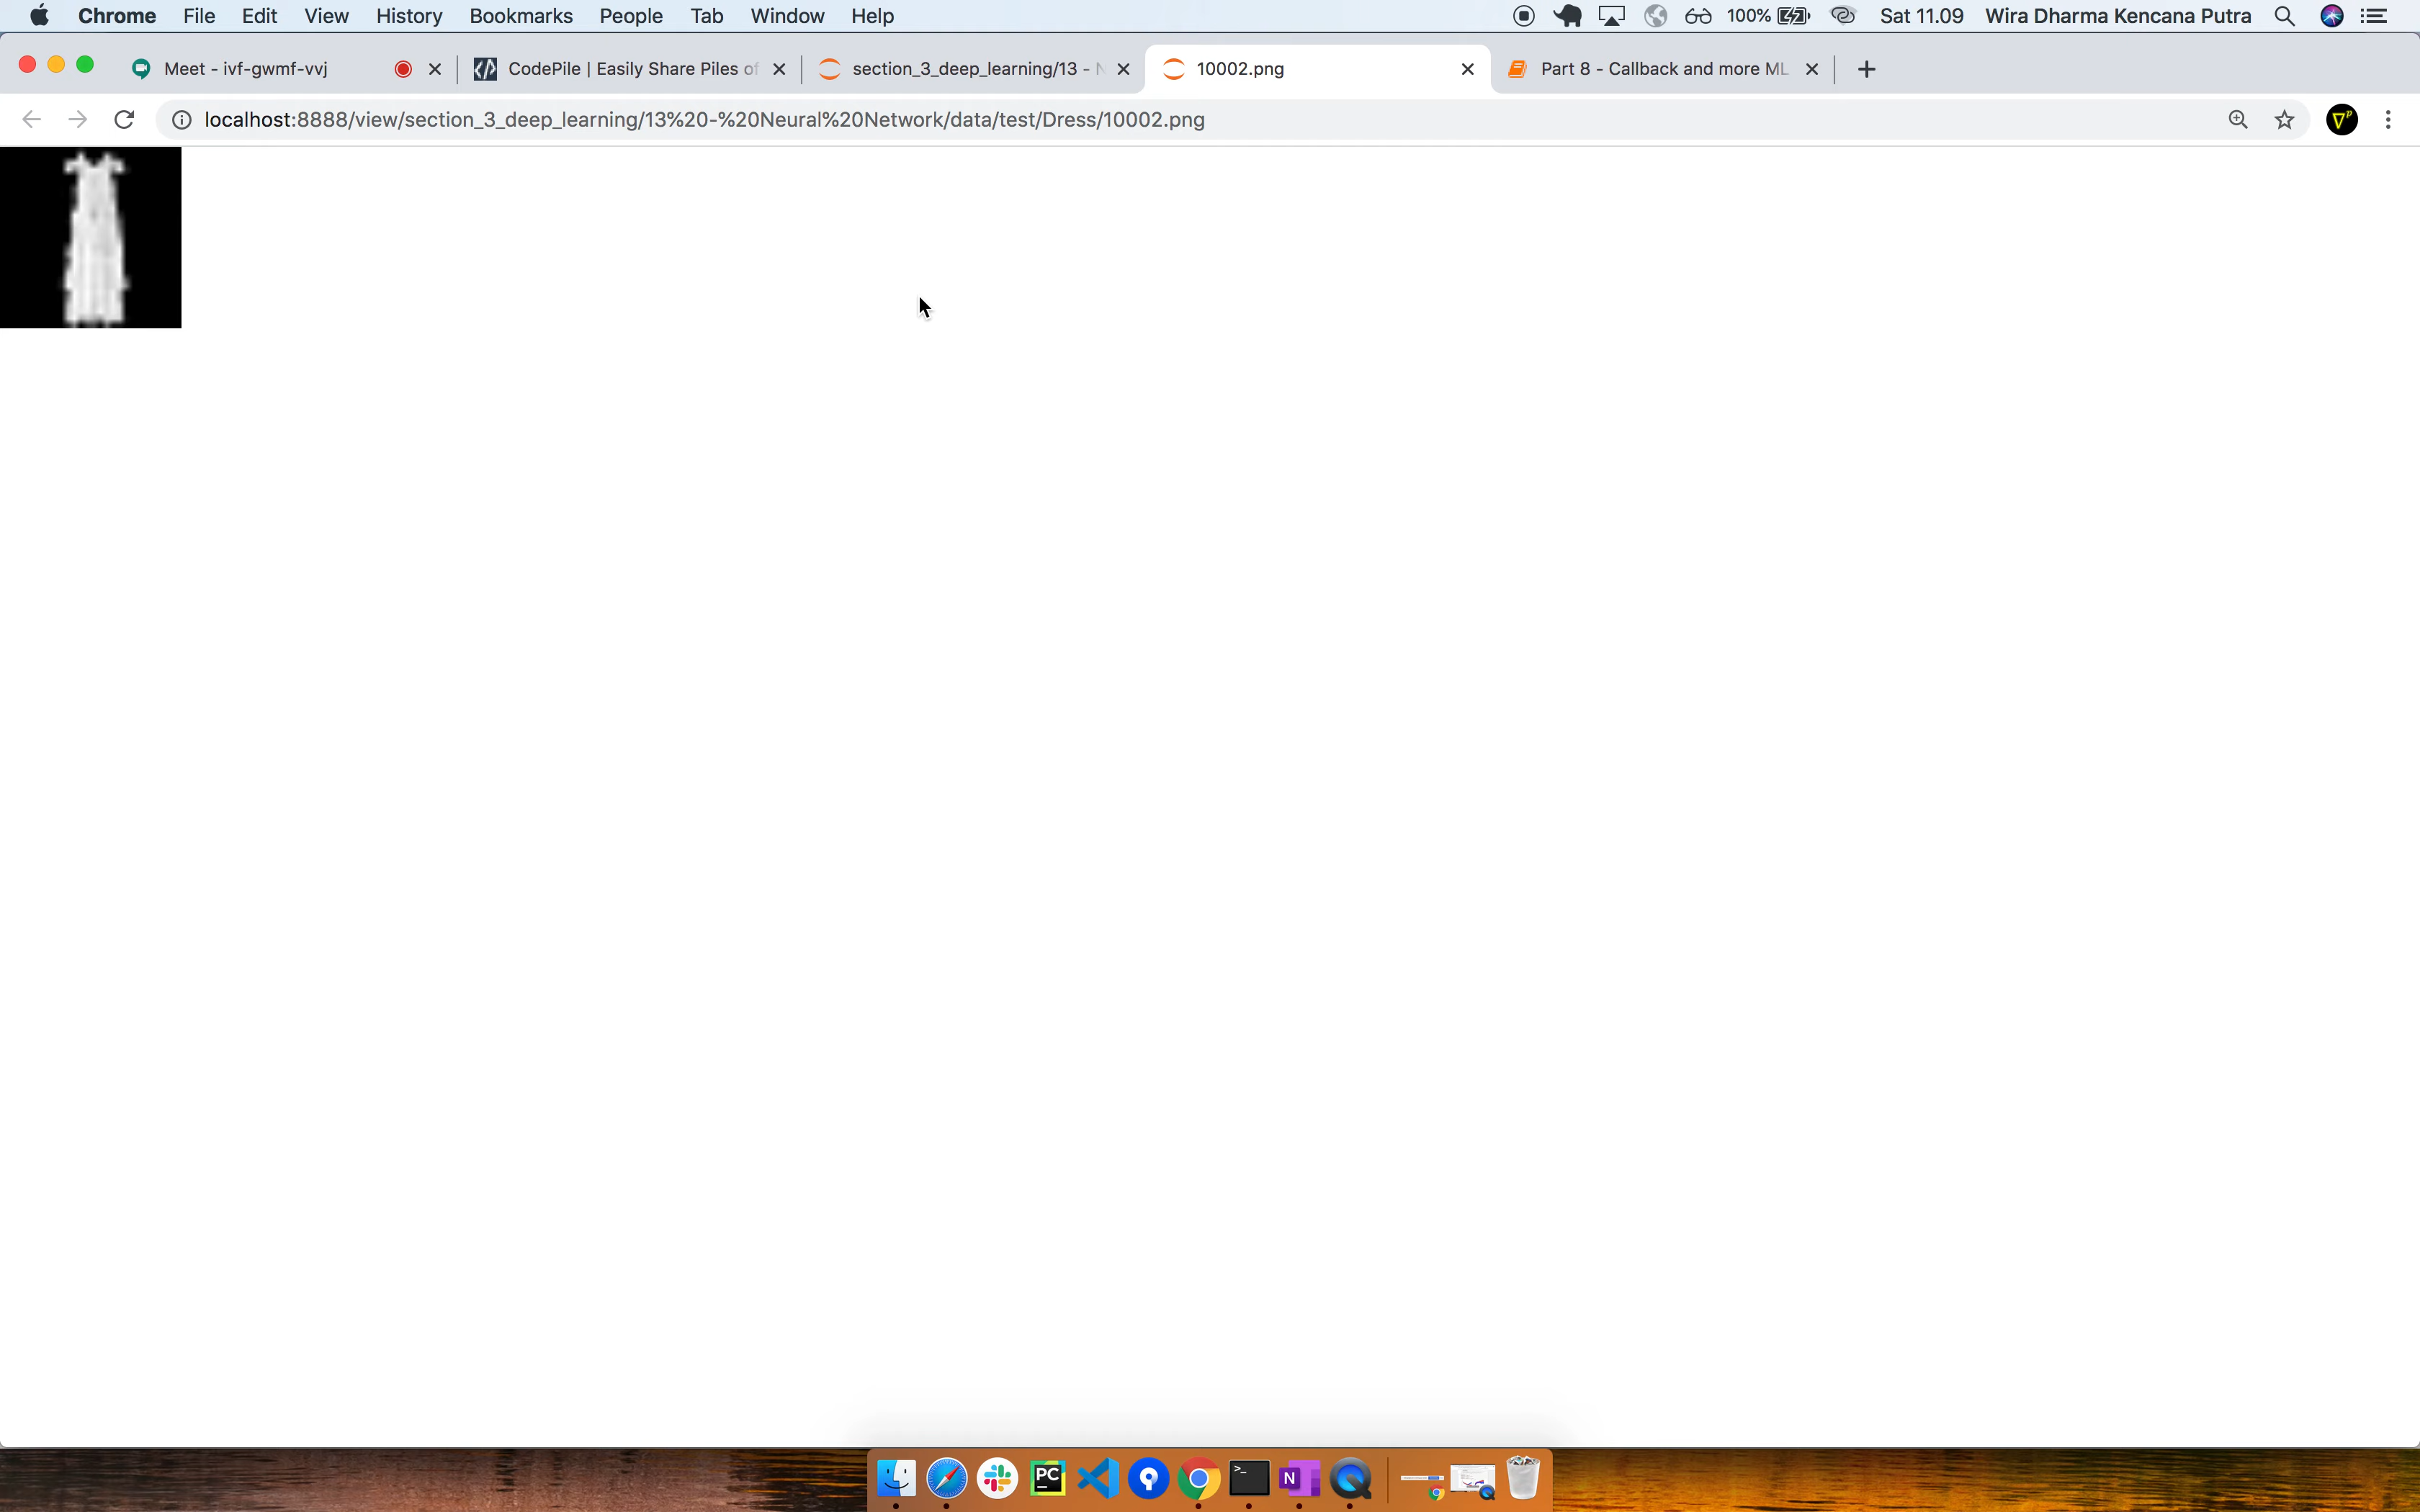 Chrome File Edit View History Bookmarks People Tab Window Help 100% Sat 11.09 Wira Dharma Kencana Putra
Meet - ivf-gwmf-vvj CodePile | Easily Share Piles of section_3_deep_learning/13 - N 10002.png Part 8 - Callback and more ML
localhost:8888/view/section_3_deep_learning/13%20-%20Neural%20Network/data/test/Dress/10002.png
PC N